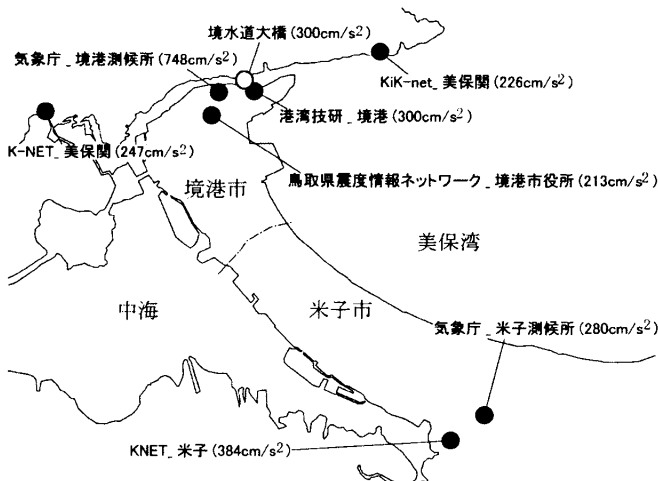 境水道大橋(300cm/s²)
気象庁_境港測候所(748cm/s²)
KiK-net_美保関(226cm/s²)
港湾技研_境港(300cm/s²)
K-NET_美保関(247cm/s²)
鳥取県震度情報ネットワーク_境港市役所(213cm/s²)
境港市
美保湾
中海
米子市
気象庁_米子測候所(280cm/s²)
KNET_米子(384cm/s²)